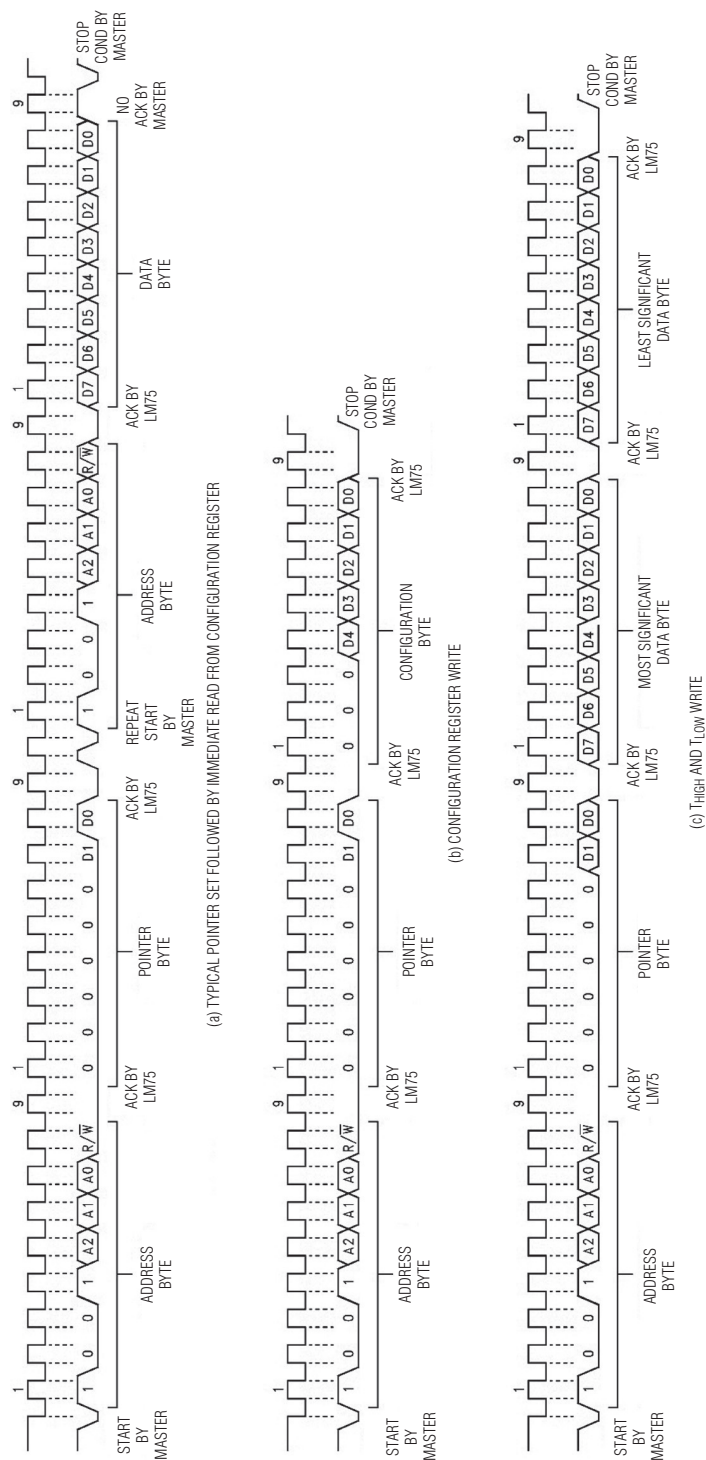 1 9 1 9 1 9 1 9
1 0 0 1 A2 A1 A0 R/W̅ 0 0 0 0 0 0 D1 D0 1 0 0 1 A2 A1 A0 R/W̅ D7 D6 D5 D4 D3 D2 D1 D0
START
BY
MASTER
ADDRESS
BYTE
ACK BY
LM75
POINTER
BYTE
ACK BY
LM75
REPEAT
START
BY
MASTER
ADDRESS
BYTE
ACK BY
LM75
DATA
BYTE
NO
ACK BY
MASTER
STOP
COND BY
MASTER
(a) TYPICAL POINTER SET FOLLOWED BY IMMEDIATE READ FROM CONFIGURATION REGISTER
1 9 1 9 1 9
1 0 0 1 A2 A1 A0 R/W̅ 0 0 0 0 0 0 D1 D0 0 0 0 D4 D3 D2 D1 D0
START
BY
MASTER
ADDRESS
BYTE
ACK BY
LM75
POINTER
BYTE
ACK BY
LM75
CONFIGURATION
BYTE
ACK BY
LM75
STOP
COND BY
MASTER
(b) CONFIGURATION REGISTER WRITE
1 9 1 9 1 9 1 9
1 0 0 1 A2 A1 A0 R/W̅ 0 0 0 0 0 0 D1 D0 D7 D6 D5 D4 D3 D2 D1 D0 D7 D6 D5 D4 D3 D2 D1 D0
START
BY
MASTER
ADDRESS
BYTE
ACK BY
LM75
POINTER
BYTE
ACK BY
LM75
MOST SIGNIFICANT
DATA BYTE
ACK BY
LM75
LEAST SIGNIFICANT
DATA BYTE
ACK BY
LM75
STOP
COND BY
MASTER
(c) THIGH AND TLOW WRITE